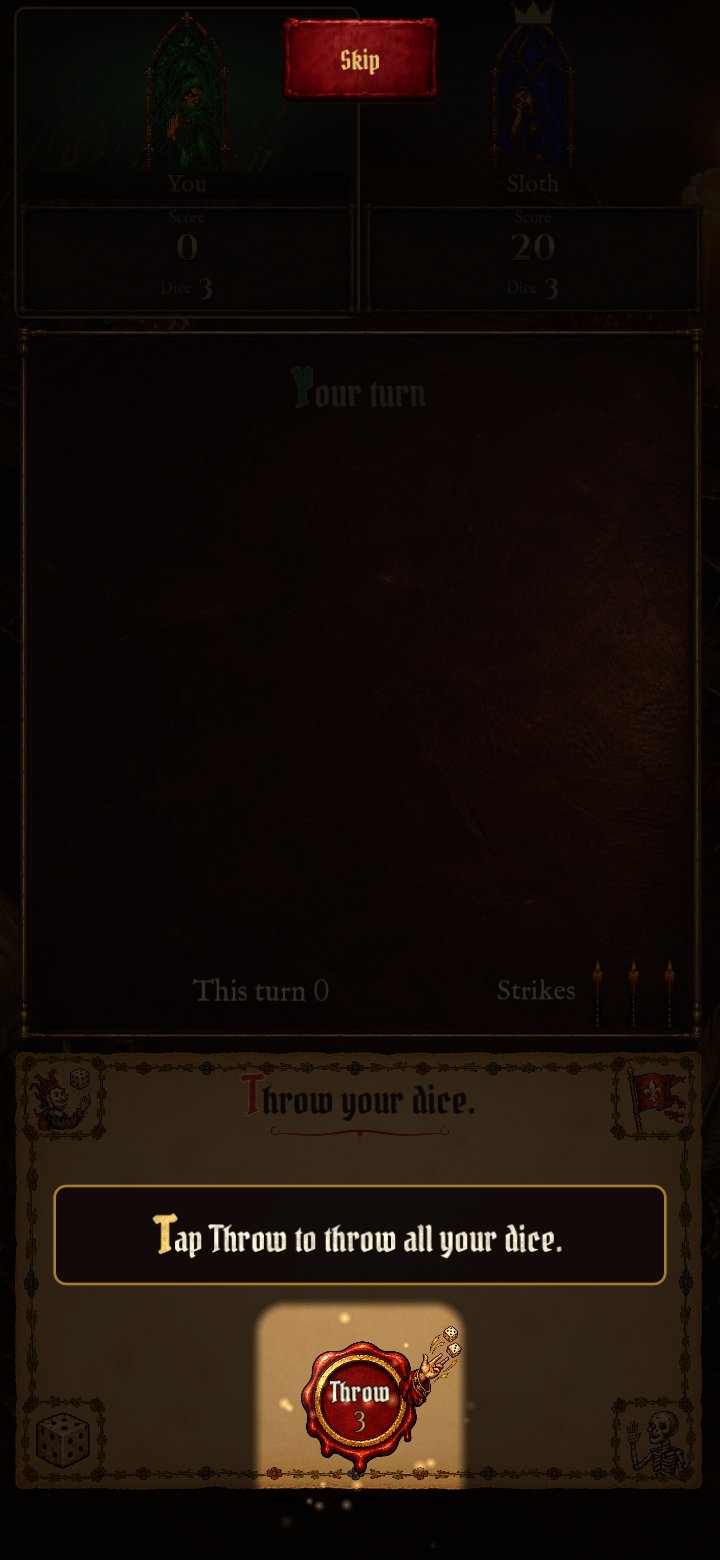 Skip
You
Sloth
Score
0
Dice 3
Score
20
Dice 3
Your turn
This turn 0
Strikes
Throw your dice.
Tap Throw to throw all your dice.
Throw
3